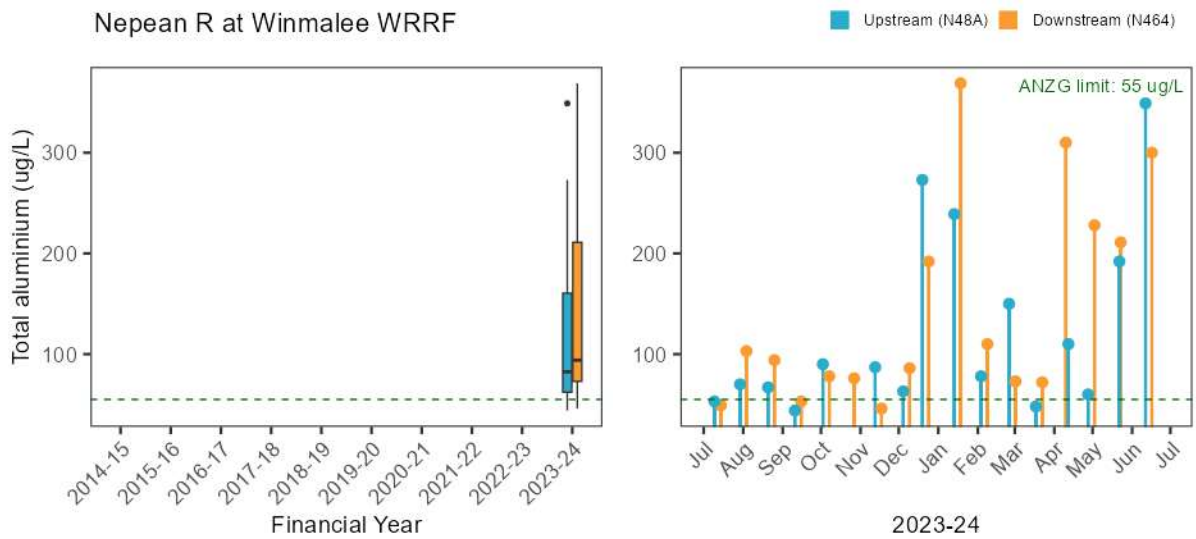 Nepean R at Winmalee WRRF
Upstream (N48A) Downstream (N464)
Total aluminium (ug/L)
300
200
100
2014-15
2015-16
2016-17
2017-18
2018-19
2019-20
2020-21
2021-22
2022-23
2023-24
Financial Year
ANZG limit: 55 ug/L
300
200
100
Jul
Aug
Sep
Oct
Nov
Dec
Jan
Feb
Mar
Apr
May
Jun
Jul
2023-24